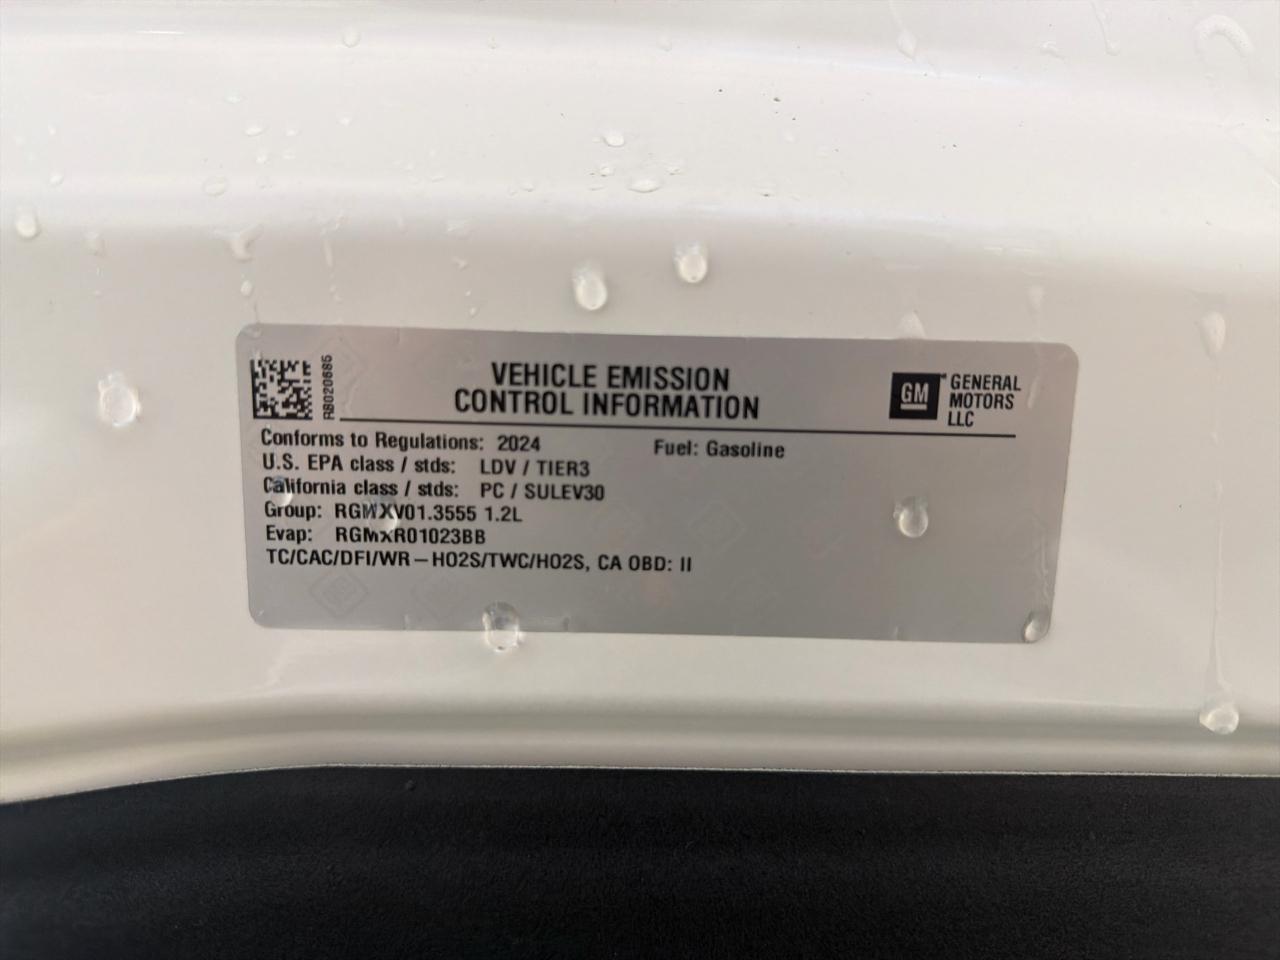 RB020685
VEHICLE EMISSION
CONTROL INFORMATION
GM
GENERAL
MOTORS
LLC
Conforms to Regulations: 2024 Fuel: Gasoline
U.S. EPA class / stds: LDV / TIER3
California class / stds: PC / SULEV30
Group: RGMXV01.3555 1.2L
Evap: RGMXR01023BB
TC/CAC/DFI/WR – HO2S/TWC/HO2S, CA OBD: II